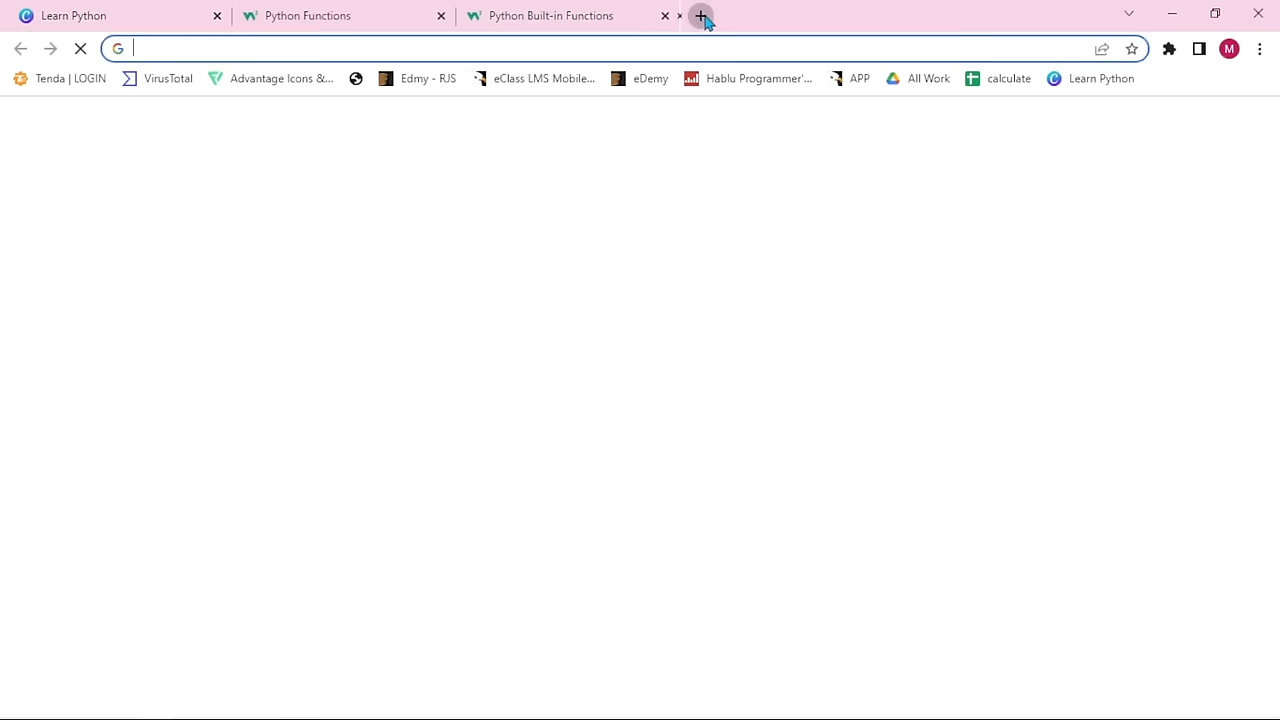 Learn Python
Python Functions
Python Built-in Functions
Tenda | LOGIN
VirusTotal
Advantage Icons &...
Edmy - RJS
eClass LMS Mobile...
eDemy
Hablu Programmer'...
APP
All Work
calculate
Learn Python
M